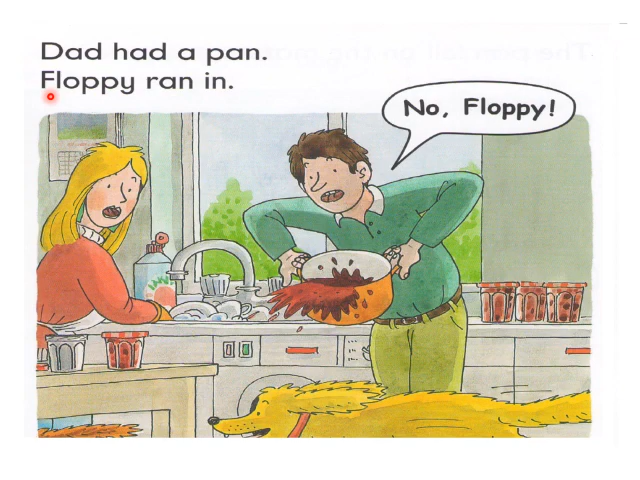 Dad had a pan.
Floppy ran in.
No, Floppy!